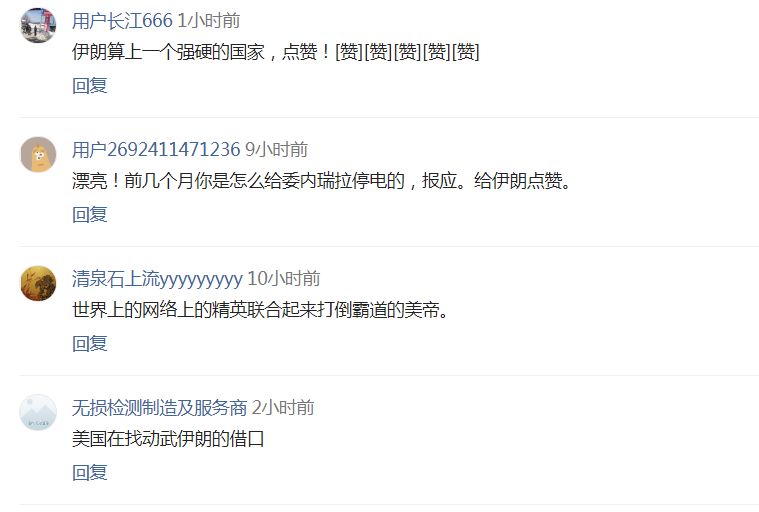 用户长江666 1小时前
伊朗算上一个强硬的国家，点赞！[赞][赞][赞][赞][赞]
回复
用户2692411471236 9小时前
漂亮！前几个月你是怎么给委内瑞拉停电的，报应。给伊朗点赞。
回复
清泉石上流yyyyyyyyy 10小时前
世界上的网络上的精英联合起来打倒霸道的美帝。
回复
无损检测制造及服务商 2小时前
美国在找动武伊朗的借口
回复